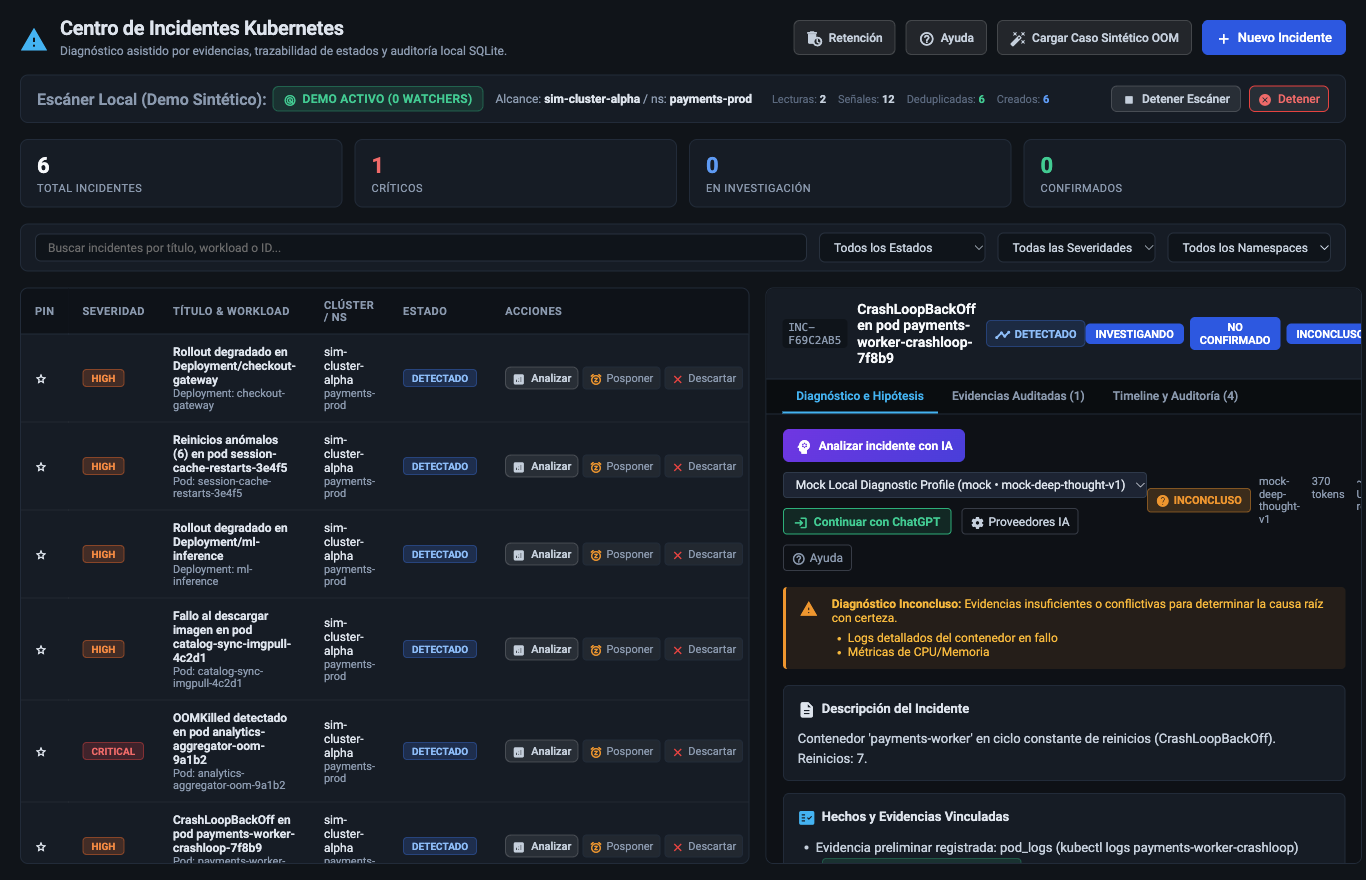 Centro de Incidentes Kubernetes
Diagnóstico asistido por evidencias, trazabilidad de estados y auditoría local SQLite.
Retención
Ayuda
Cargar Caso Sintético OOM
+ Nuevo Incidente
Escáner Local (Demo Sintético):
DEMO ACTIVO (0 WATCHERS)
Alcance: sim-cluster-alpha / ns: payments-prod
Lecturas: 2
Señales: 12
Deduplicadas: 6
Creados: 6
Detener Escáner
Detener
6
TOTAL INCIDENTES
1
CRÍTICOS
0
EN INVESTIGACIÓN
0
CONFIRMADOS
Buscar incidentes por título, workload o ID...
Todos los Estados
Todas las Severidades
Todos los Namespaces
PIN
SEVERIDAD
TÍTULO & WORKLOAD
CLÚSTER
/ NS
ESTADO
ACCIONES
HIGH
Rollout degradado en
Deployment/checkout-
gateway
Deployment: checkout-
gateway
sim-
cluster-
alpha
payments-
prod
DETECTADO
Analizar
Posponer
Descartar
HIGH
Reinicios anómalos
(6) en pod session-
cache-restarts-3e4f5
Pod: session-cache-
restarts-3e4f5
sim-
cluster-
alpha
payments-
prod
DETECTADO
Analizar
Posponer
Descartar
HIGH
Rollout degradado en
Deployment/ml-
inference
Deployment: ml-
inference
sim-
cluster-
alpha
payments-
prod
DETECTADO
Analizar
Posponer
Descartar
HIGH
Fallo al descargar
imagen en pod
catalog-sync-imgpull-
4c2d1
Pod: catalog-sync-
imgpull-4c2d1
sim-
cluster-
alpha
payments-
prod
DETECTADO
Analizar
Posponer
Descartar
CRITICAL
OOMKilled detectado
en pod analytics-
aggregator-oom-
9a1b2
Pod: analytics-
aggregator-oom-9a1b2
sim-
cluster-
alpha
payments-
prod
DETECTADO
Analizar
Posponer
Descartar
HIGH
CrashLoopBackOff en
pod payments-worker-
crashloop-7f8b9
Pod: payments-worker-
sim-
cluster-
alpha
payments-
DETECTADO
Analizar
Posponer
Descartar
INC-
F69C2AB5
CrashLoopBackOff
en pod payments-
worker-crashloop-
7f8b9
DETECTADO
INVESTIGANDO
NO
CONFIRMADO
INCONCLUSO
Diagnóstico e Hipótesis
Evidencias Auditadas (1)
Timeline y Auditoría (4)
Analizar incidente con IA
Mock Local Diagnostic Profile (mock • mock-deep-thought-v1)
INCONCLUSO
mock-
deep-
thought-
v1
370
tokens
Continuar con ChatGPT
Proveedores IA
Ayuda
Diagnóstico Inconcluso: Evidencias insuficientes o conflictivas para determinar la causa raíz
con certeza.
• Logs detallados del contenedor en fallo
• Métricas de CPU/Memoria
Descripción del Incidente
Contenedor 'payments-worker' en ciclo constante de reinicios (CrashLoopBackOff).
Reinicios: 7.
Hechos y Evidencias Vinculadas
• Evidencia preliminar registrada: pod_logs (kubectl logs payments-worker-crashloop)